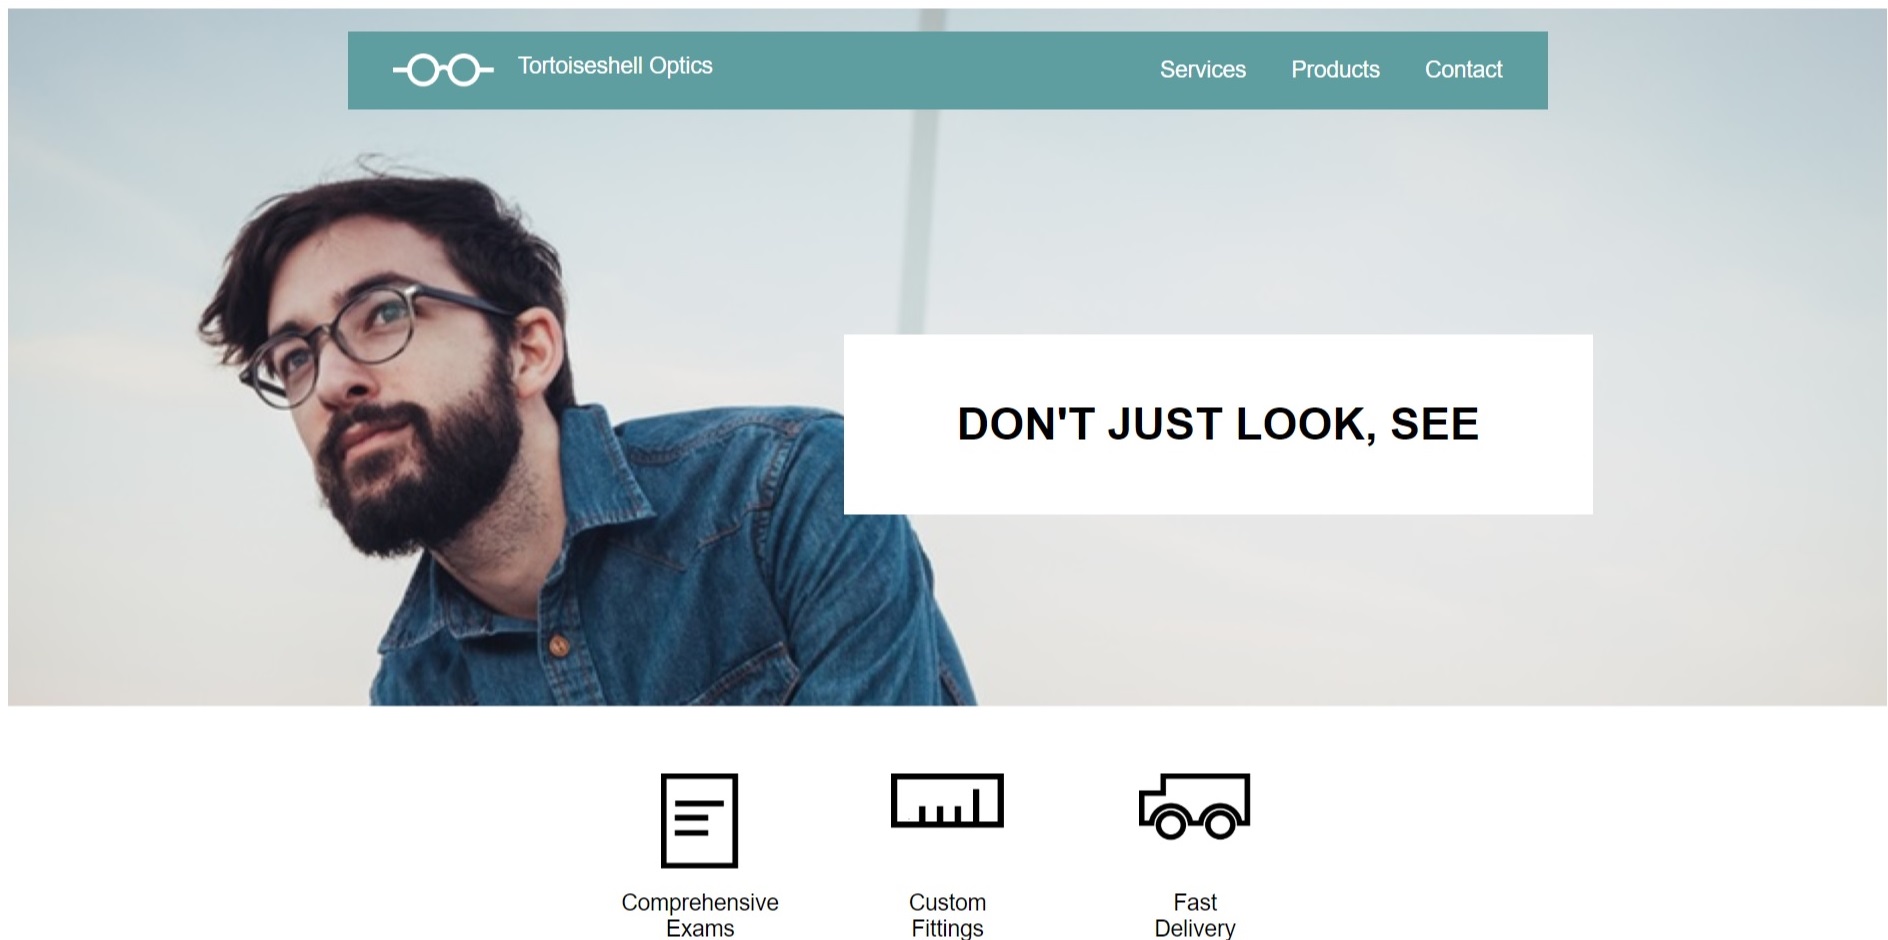 Tortoiseshell Optics
Services Products Contact
DON'T JUST LOOK, SEE
Comprehensive
Exams
Custom
Fittings
Fast
Delivery